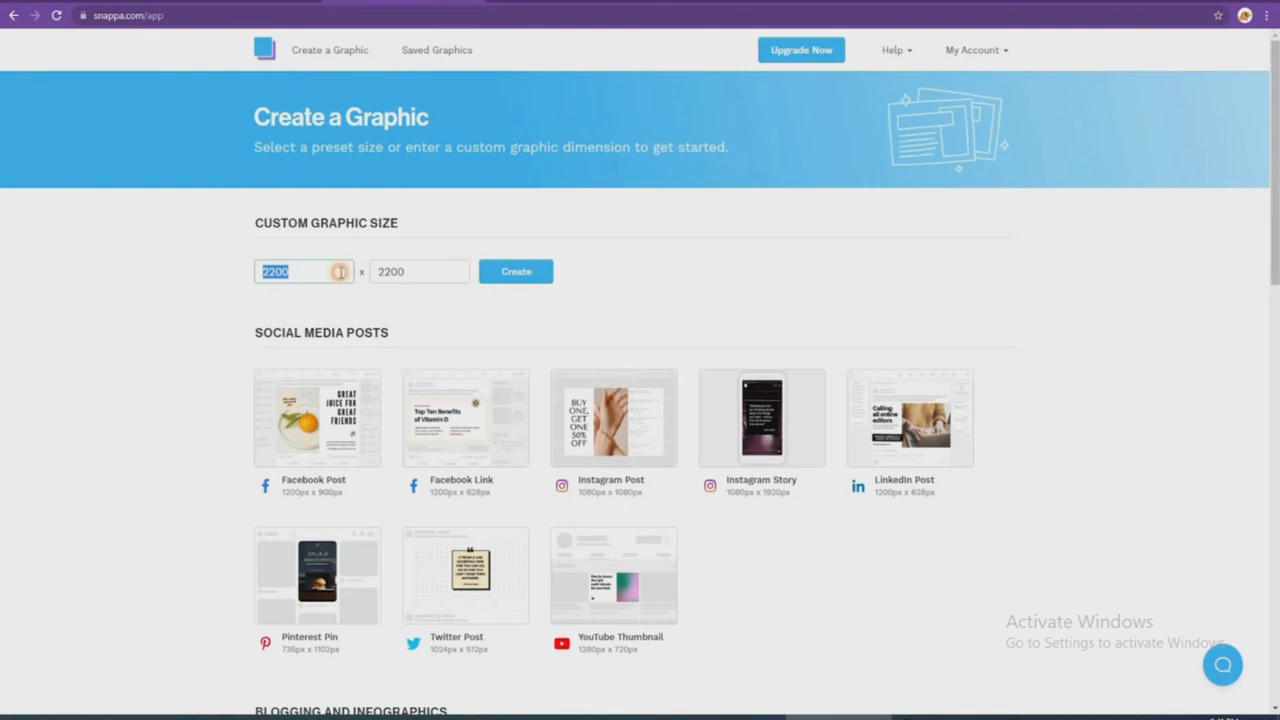 snappa.com/app
Create a Graphic
Saved Graphics
Upgrade Now
Help
My Account
Create a Graphic
Select a preset size or enter a custom graphic dimension to get started.
CUSTOM GRAPHIC SIZE
2200 x 2200 Create
SOCIAL MEDIA POSTS
GREAT
JUICE FOR
GREAT
FRIENDS
Top Ten Benefits
of Vitamin D
BUY
ONE,
GET
ONE
50%
OFF
Calling
all online
editors
Facebook Post
1200px x 900px
Facebook Link
1200px x 628px
Instagram Post
1080px x 1080px
Instagram Story
1080px x 1920px
LinkedIn Post
1200px x 628px
Pinterest Pin
735px x 1102px
Twitter Post
1024px x 512px
YouTube Thumbnail
1280px x 720px
Activate Windows
Go to Settings to activate Windows.
BLOGGING AND INFOGRAPHICS